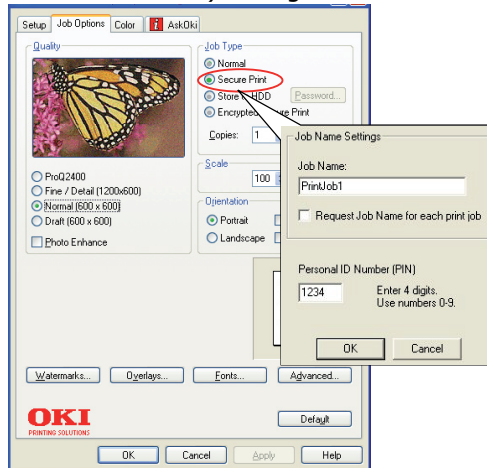 Setup Job Options Color AskOki
Quality
ProQ2400
Fine / Detail (1200x600)
Normal (600 x 600)
Draft (600 x 600)
Photo Enhance
Job Type
Normal
Secure Print
Store HDD Password...
Encrypted Print
Copies: 1
Scale
100
Orientation
Portrait
Landscape
Job Name Settings
Job Name:
PrintJob1
Request Job Name for each print job
Personal ID Number (PIN)
1234 Enter 4 digits.
Use numbers 0-9.
OK Cancel
Watermarks... Overlays... Fonts... Advanced...
OKI
PRINTING SOLUTIONS
Default
OK Cancel Apply Help